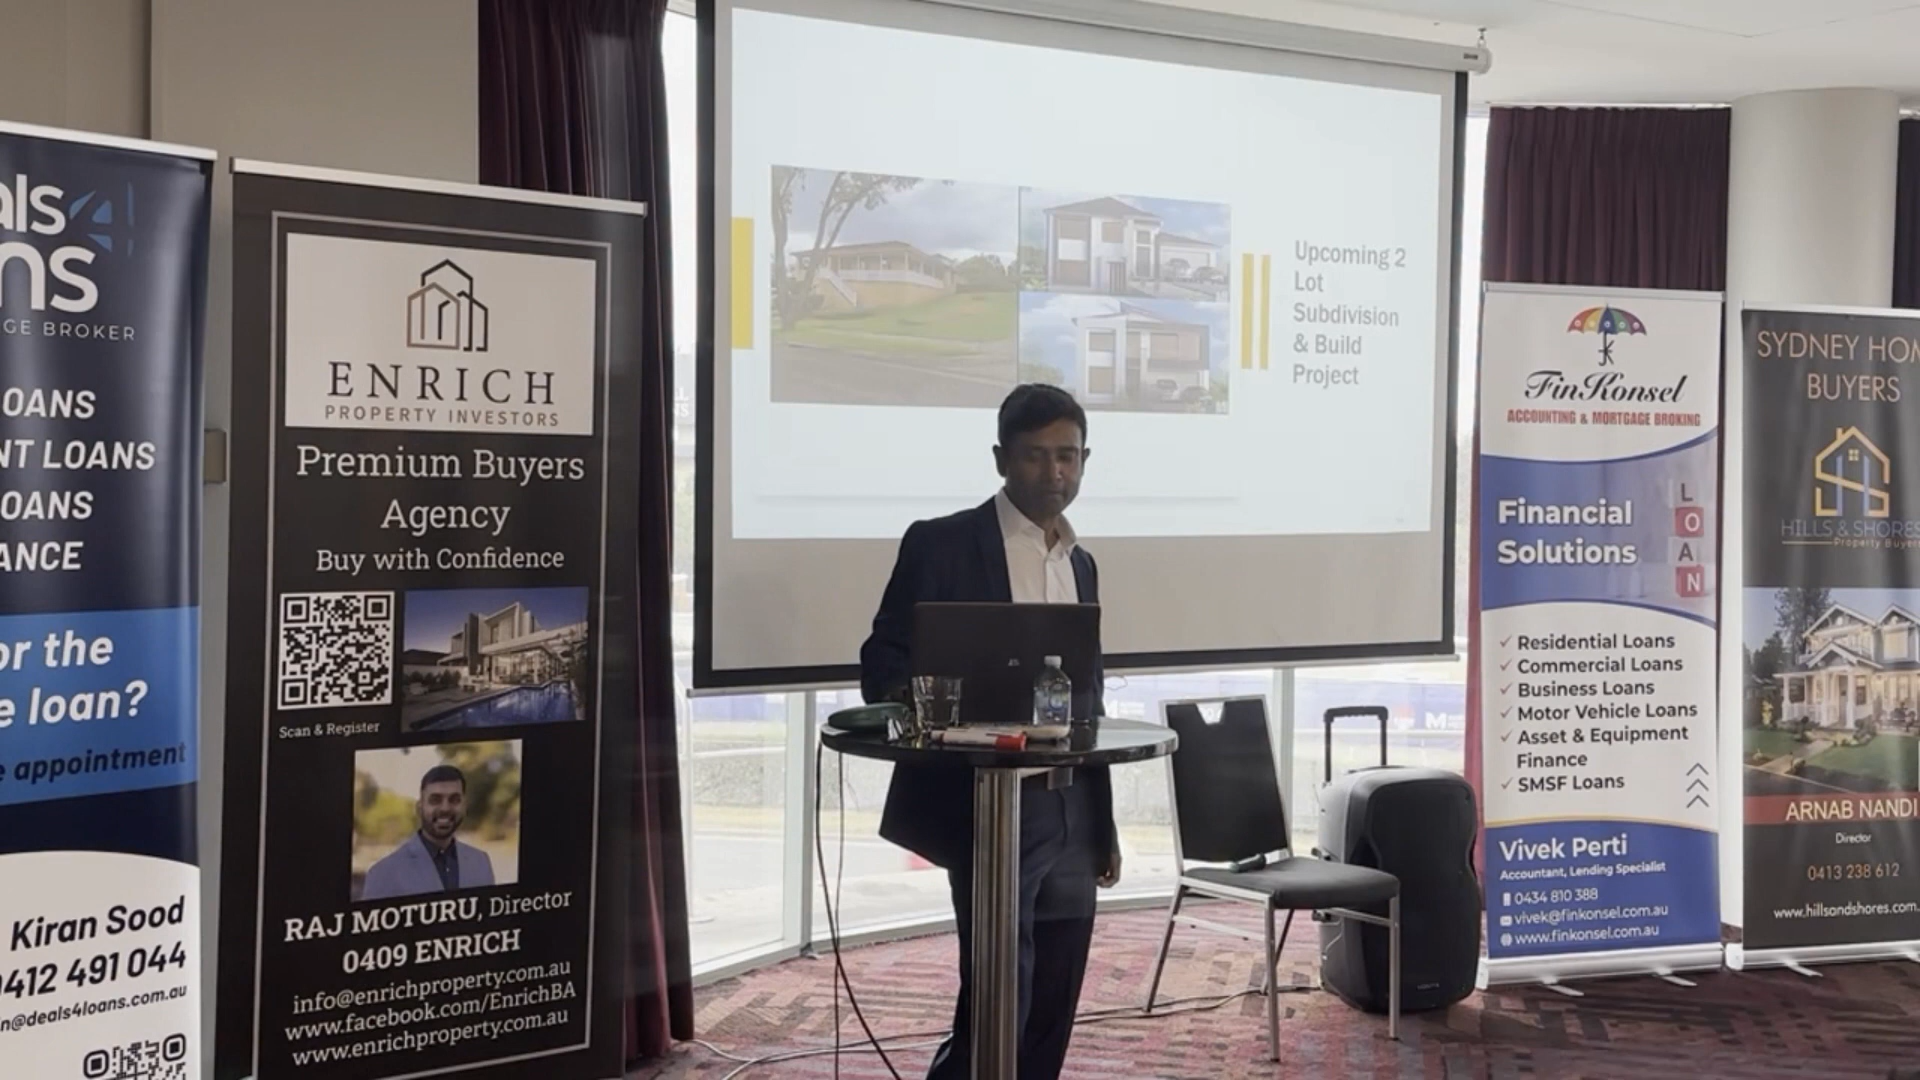 als4
ns
GE BROKER
OANS
NT LOANS
OANS
ANCE
or the
e loan?
e appointment
Kiran Sood
0412 491 044
n@deals4loans.com.au
ENRICH
PROPERTY INVESTORS
Premium Buyers
Agency
Buy with Confidence
Scan & Register
RAJ MOTURU, Director
0409 ENRICH
info@enrichproperty.com.au
www.facebook.com/EnrichBA
www.enrichproperty.com.au
Upcoming 2
Lot
Subdivision
& Build
Project
FinKonsel
ACCOUNTING & MORTGAGE BROKING
Financial
Solutions
L
O
A
N
Residential Loans
Commercial Loans
Business Loans
Motor Vehicle Loans
Asset & Equipment
Finance
SMSF Loans
Vivek Perti
Accountant, Lending Specialist
0434 810 388
vivek@finkonsel.com.au
www.finkonsel.com.au
SYDNEY HOM
BUYERS
HILLS & SHORES
Property Buyers
ARNAB NANDI
Director
0413 238 612
www.hillsandshores.com.